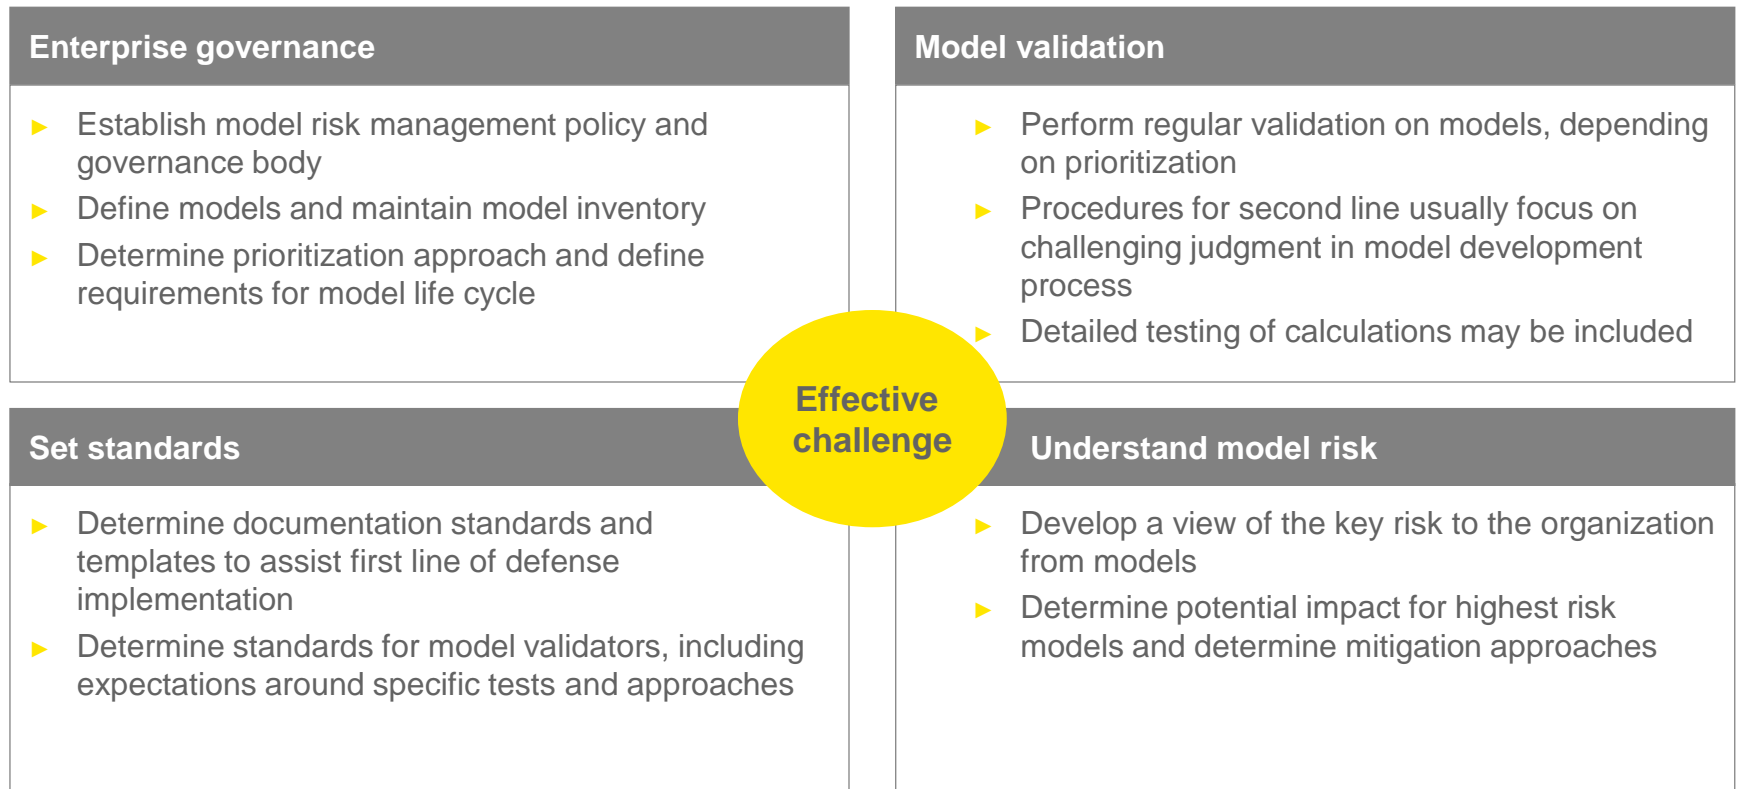 Enterprise governance
► Establish model risk management policy and
governance body
► Define models and maintain model inventory
► Determine prioritization approach and define
requirements for model life cycle
Model validation
► Perform regular validation on models, depending
on prioritization
► Procedures for second line usually focus on
challenging judgment in model development
process
► Detailed testing of calculations may be included
Effective
challenge
Set standards
► Determine documentation standards and
templates to assist first line of defense
implementation
► Determine standards for model validators, including
expectations around specific tests and approaches
Understand model risk
► Develop a view of the key risk to the organization
from models
► Determine potential impact for highest risk
models and determine mitigation approaches